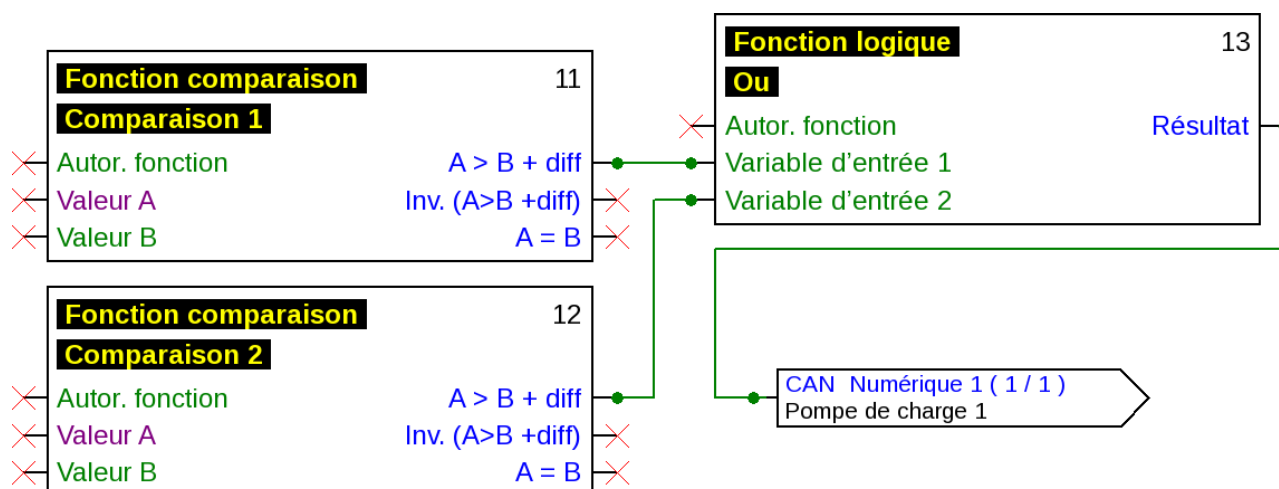 Fonction comparaison 11
Comparaison 1
Autor. fonction A > B + diff
Valeur A Inv. (A>B +diff)
Valeur B A = B
Fonction comparaison 12
Comparaison 2
Autor. fonction A > B + diff
Valeur A Inv. (A>B +diff)
Valeur B A = B
Fonction logique 13
Ou
Autor. fonction Résultat
Variable d’entrée 1
Variable d’entrée 2
CAN Numérique 1 ( 1 / 1 )
Pompe de charge 1